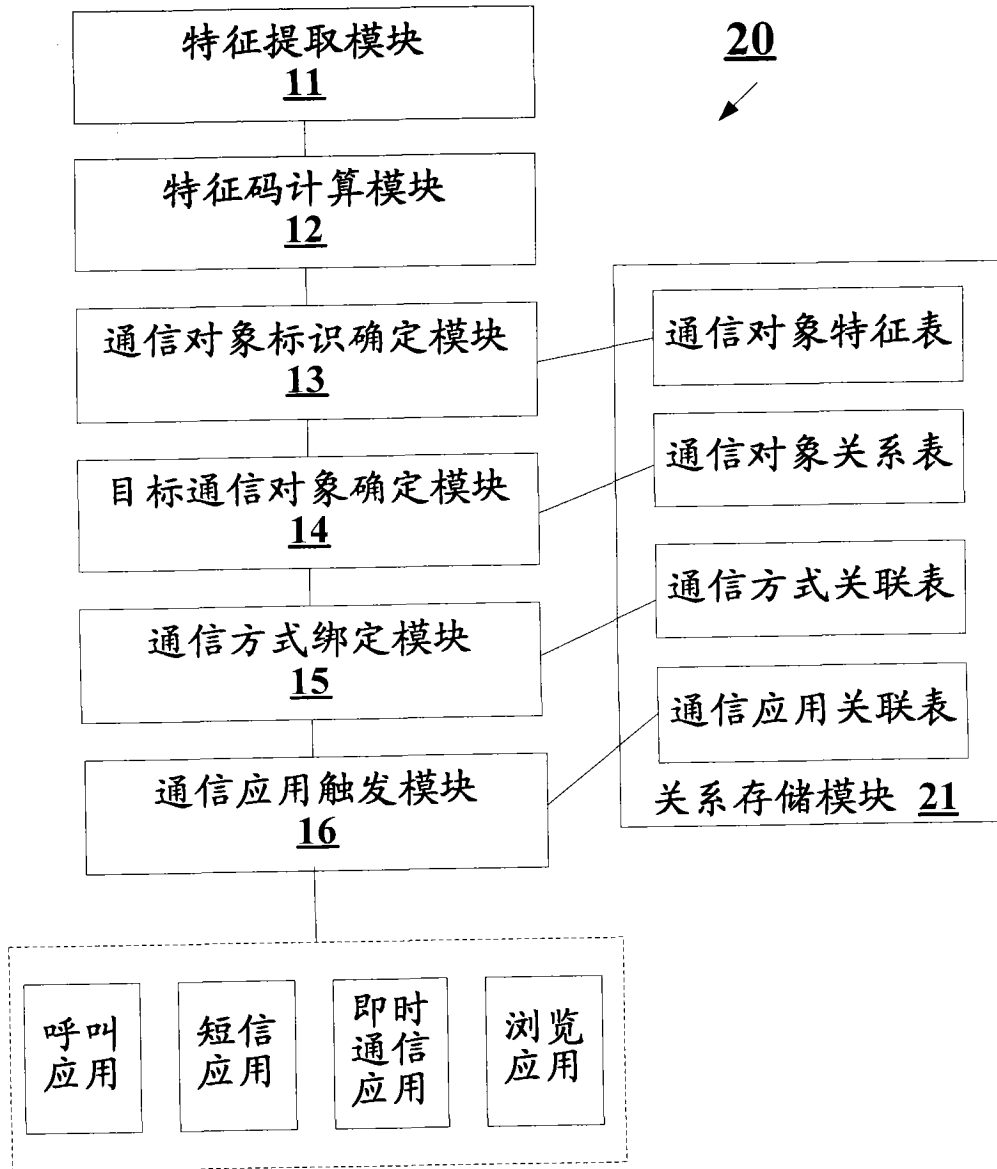 特征提取模块
11
20
特征码计算模块
12
通信对象标识确定模块
13
目标通信对象确定模块
14
通信方式绑定模块
15
通信应用触发模块
16
通信对象特征表
通信对象关系表
通信方式关联表
通信应用关联表
关系存储模块 21
呼叫
应用
短信
应用
即时
通信
应用
浏览
应用